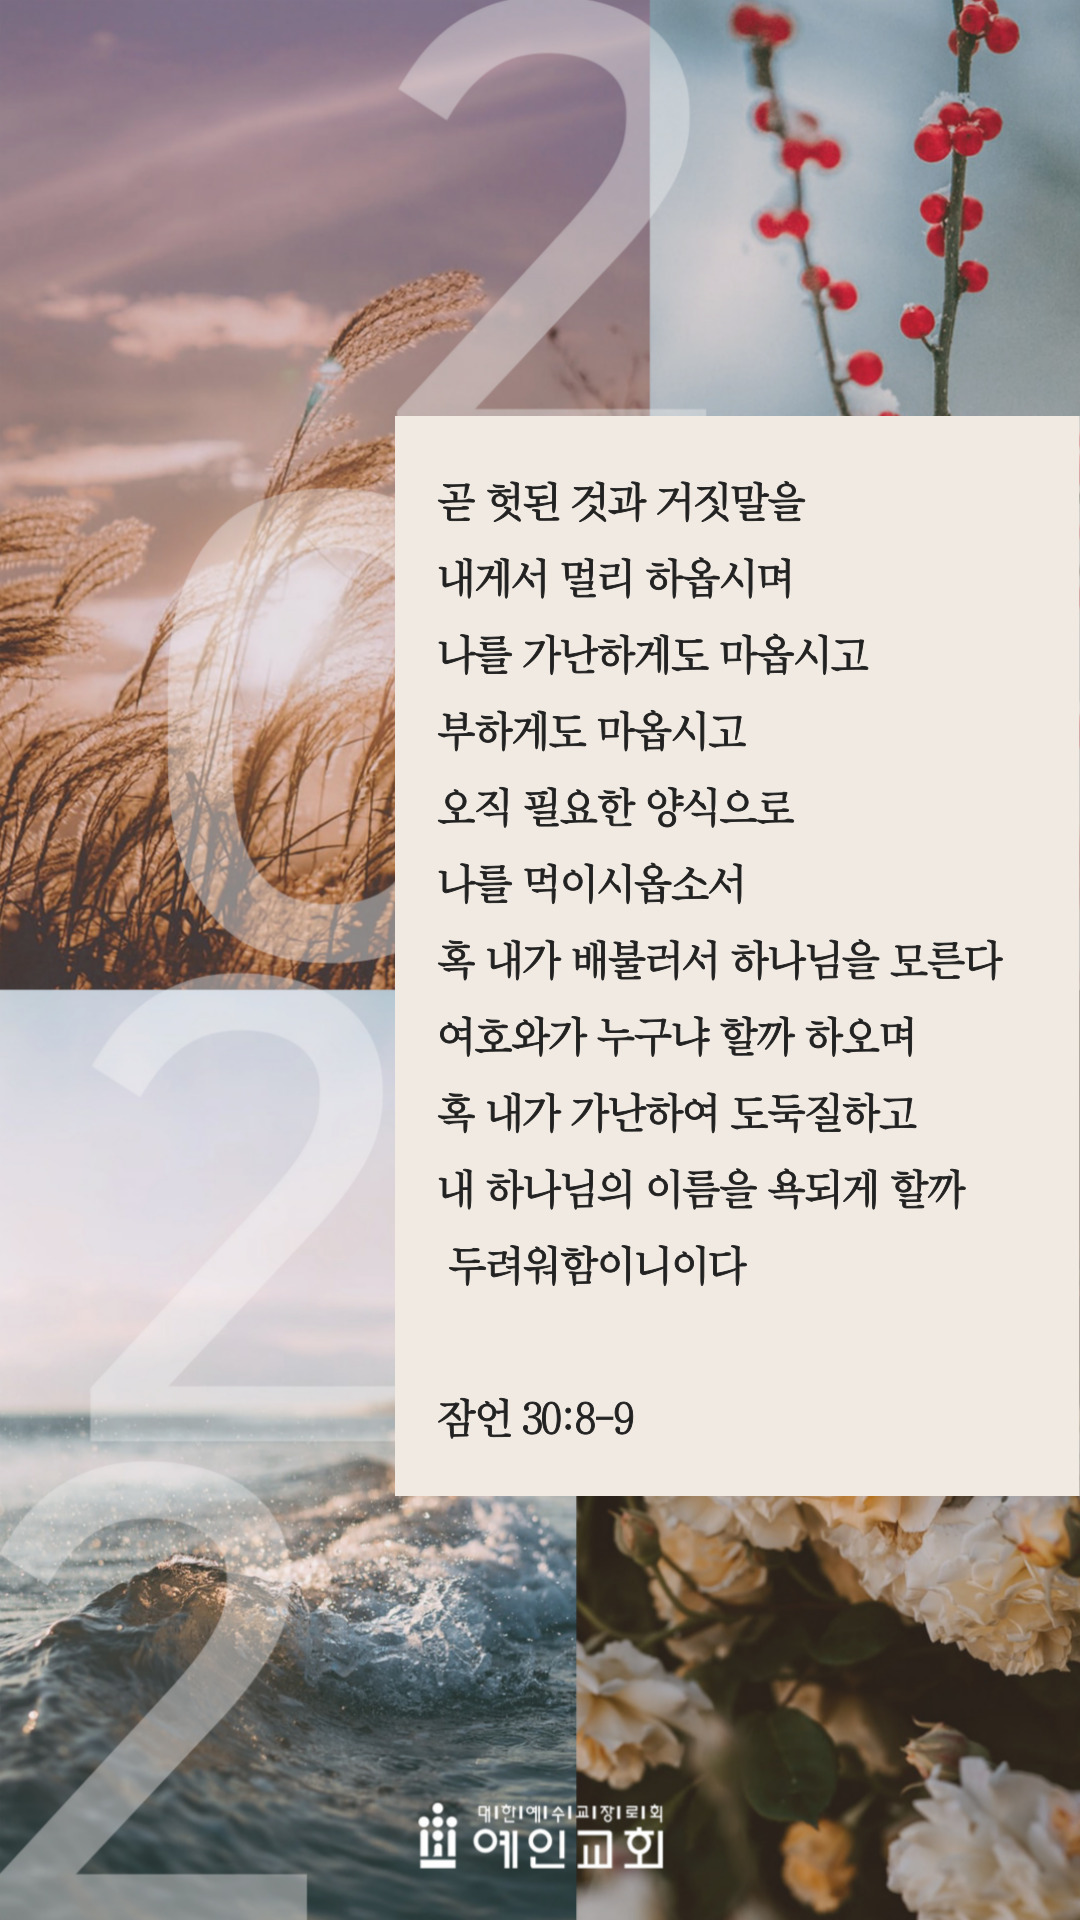 2
0
2
2
곧 헛된 것과 거짓말을
내게서 멀리 하옵시며
나를 가난하게도 마옵시고
부하게도 마옵시고
오직 필요한 양식으로
나를 먹이시옵소서
혹 내가 배불러서 하나님을 모른다
여호와가 누구냐 할까 하오며
혹 내가 가난하여 도둑질하고
내 하나님의 이름을 욕되게 할까
두려워함이니이다
잠언 30:8-9
대한예수교장로회
예인교회